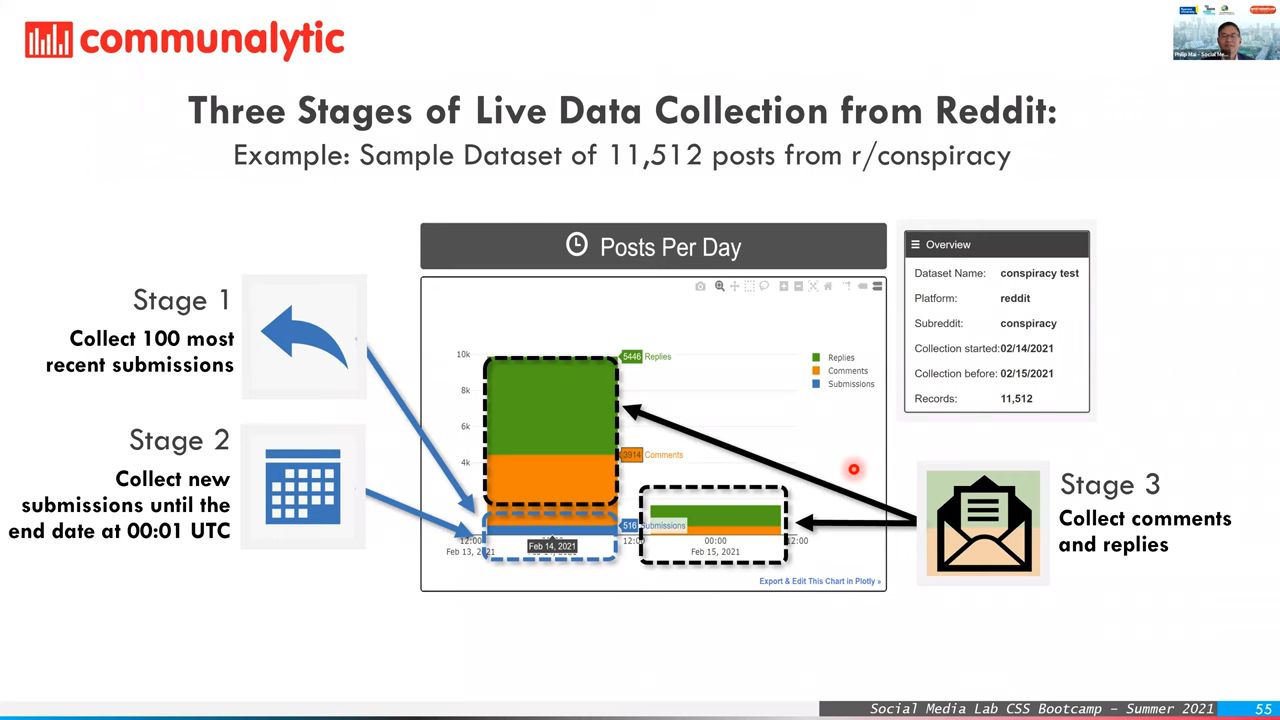 communalytic
Philip Mai - Social Me...
Three Stages of Live Data Collection from Reddit:
Example: Sample Dataset of 11,512 posts from r/conspiracy
Stage 1
Collect 100 most
recent submissions
Stage 2
Collect new
submissions until the
end date at 00:01 UTC
Posts Per Day
10k
8k
6k
4k
5446 Replies
3914 Comments
516 Submissions
Replies
Comments
Submissions
12:00
Feb 13, 2021
Feb 14, 2021
12:00
00:00
Feb 15, 2021
12:00
Export & Edit This Chart in Plotly »
Overview
Dataset Name: conspiracy test
Platform: reddit
Subreddit: conspiracy
Collection started: 02/14/2021
Collection before: 02/15/2021
Records: 11,512
Stage 3
Collect comments
and replies
Social Media Lab CSS Bootcamp – Summer 2021
55